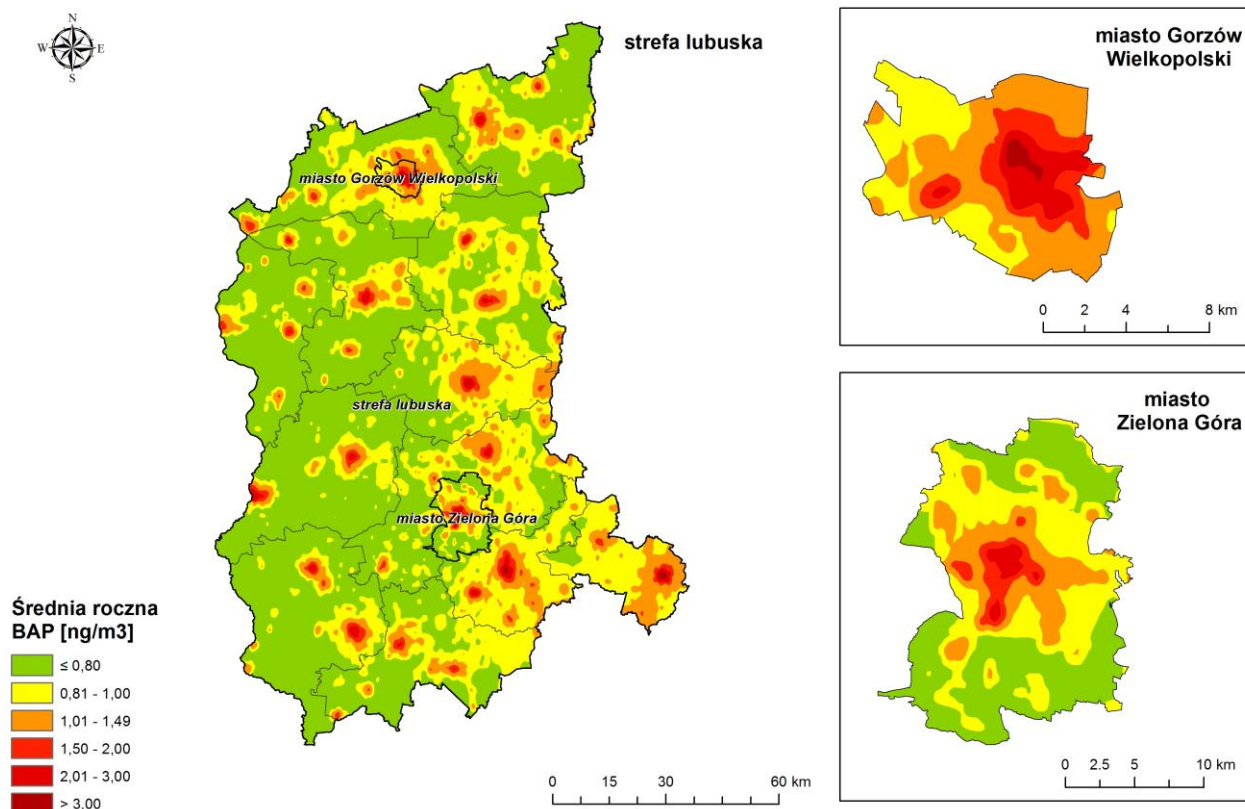 N
W E
S
strefa lubuska
miasto Gorzów Wielkopolski
strefa lubuska
miasto Zielona Góra
Średnia roczna
BAP [ng/m3]
≤ 0,80
0,81 - 1,00
1,01 - 1,49
1,50 - 2,00
2,01 - 3,00
> 3.00
0 15 30 60 km
miasto Gorzów
Wielkopolski
0 2 4 8 km
miasto
Zielona Góra
0 2.5 5 10 km